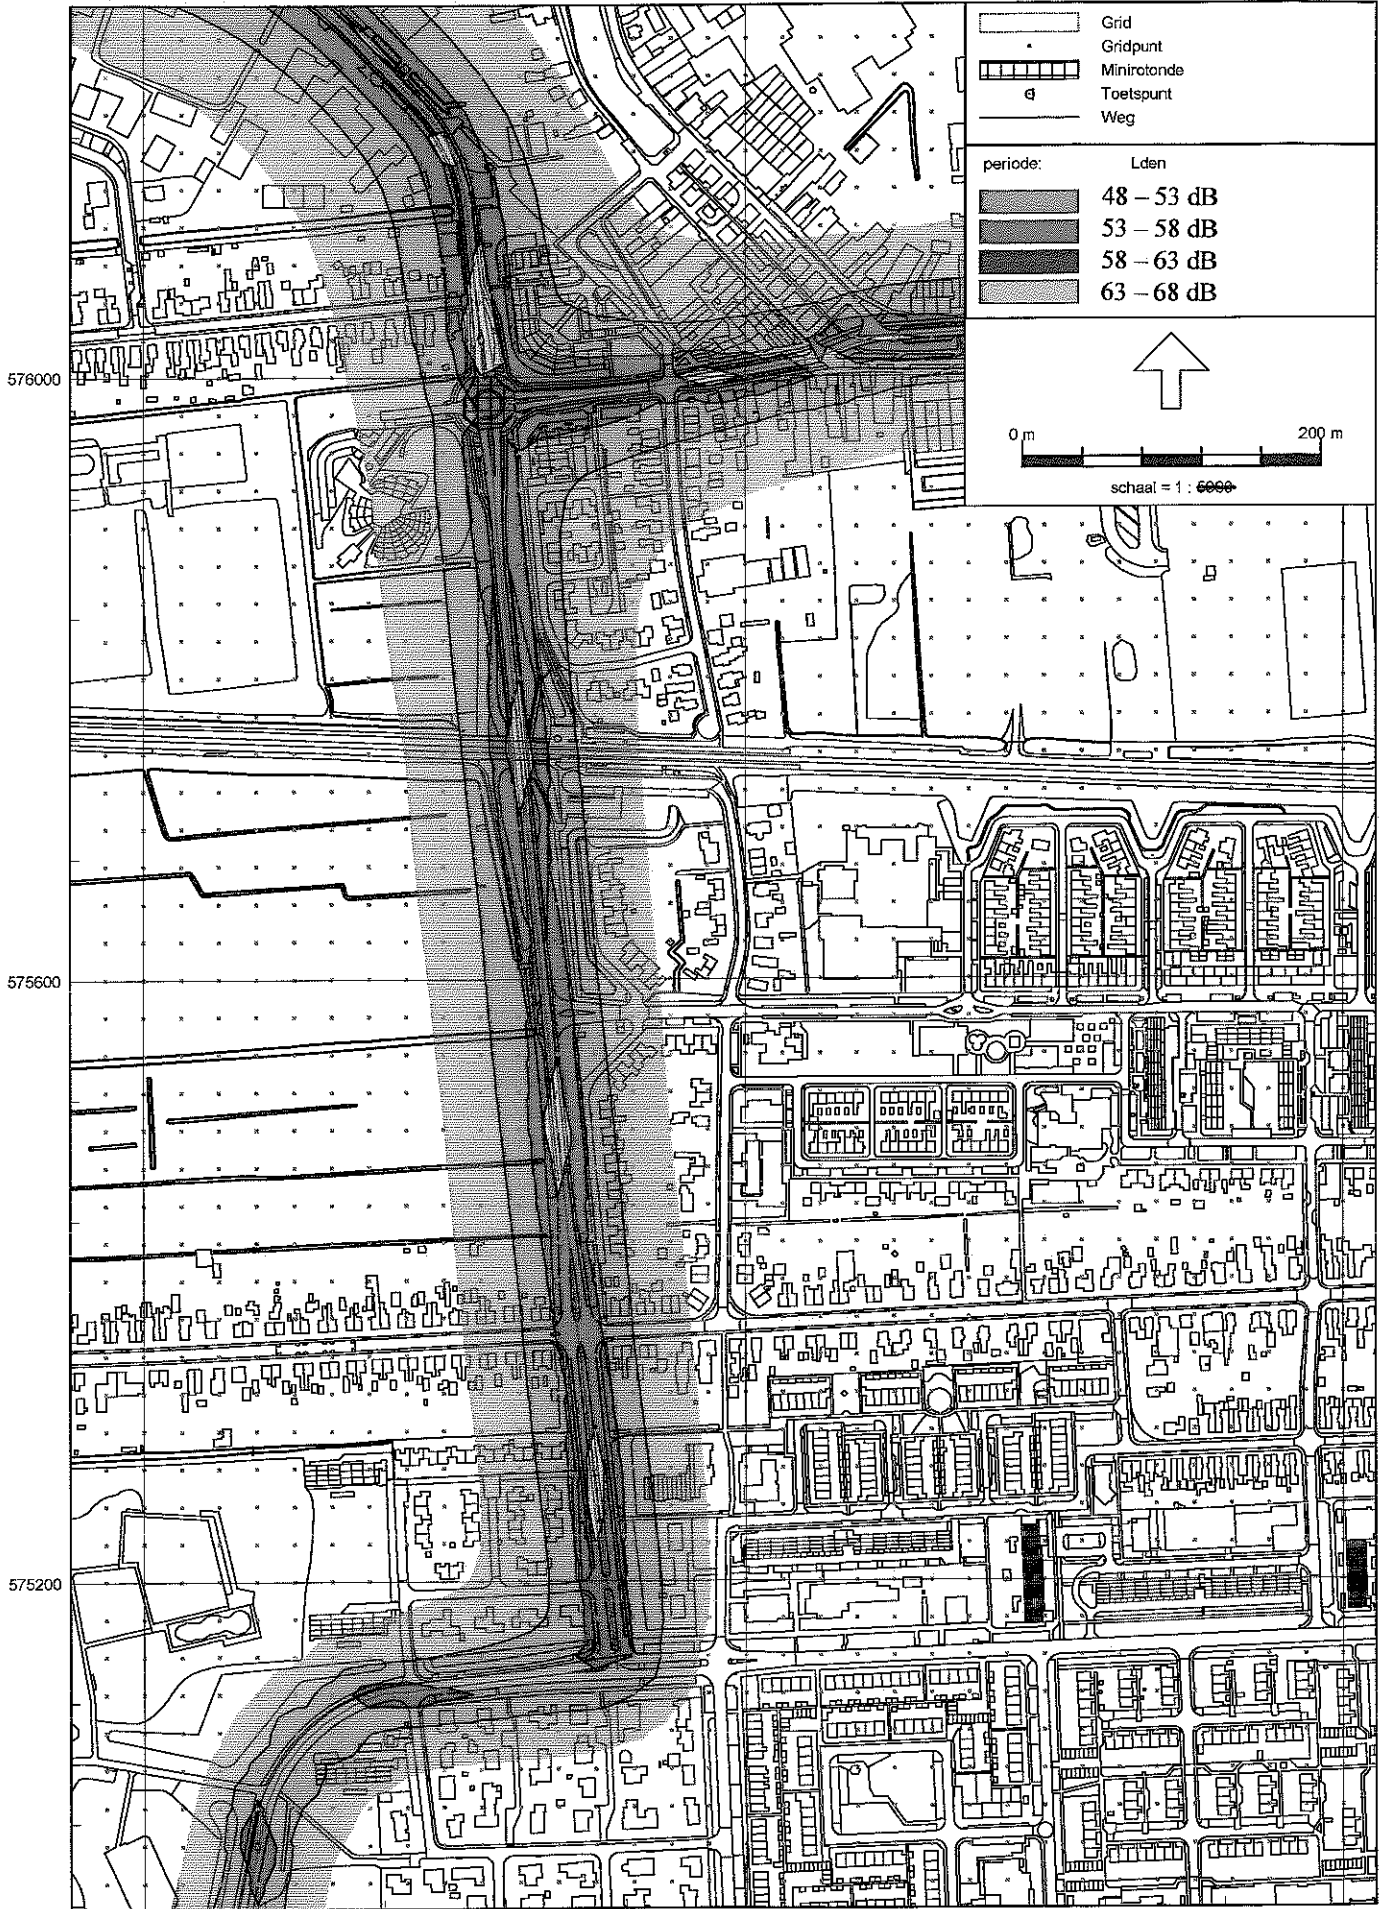 Grid
Gridpunt
Minirotonde
Toetspunt
Weg
periode: Lden
48 – 53 dB
53 – 58 dB
58 – 63 dB
63 – 68 dB
0 m 200 m
schaal = 1 : 6000
576000
575600
575200